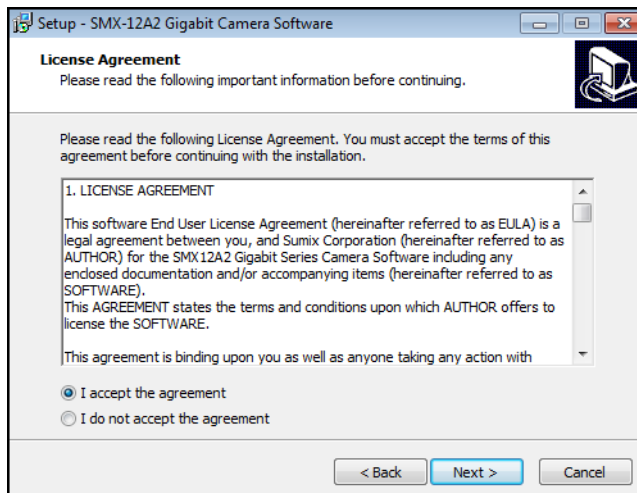 Setup - SMX-12A2 Gigabit Camera Software
License Agreement
Please read the following important information before continuing.
Please read the following License Agreement. You must accept the terms of this
agreement before continuing with the installation.
1. LICENSE AGREEMENT
This software End User License Agreement (hereinafter referred to as EULA) is a
legal agreement between you, and Sumix Corporation (hereinafter referred to as
AUTHOR) for the SMX12A2 Gigabit Series Camera Software including any
enclosed documentation and/or accompanying items (hereinafter referred to as
SOFTWARE).
This AGREEMENT states the terms and conditions upon which AUTHOR offers to
license the SOFTWARE.
This agreement is binding upon you as well as anyone taking any action with
I accept the agreement
I do not accept the agreement
< Back
Next >
Cancel